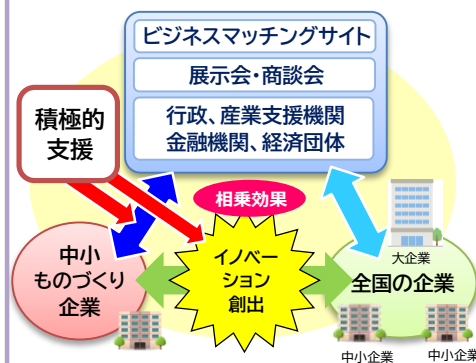 ビジネスマッチングサイト
展示会・商談会
行政、産業支援機関
金融機関、経済団体
積極的
支援
相乗効果
中小
ものづくり
企業
イノベー
ション
創出
大企業
全国の企業
中小企業
中小企業